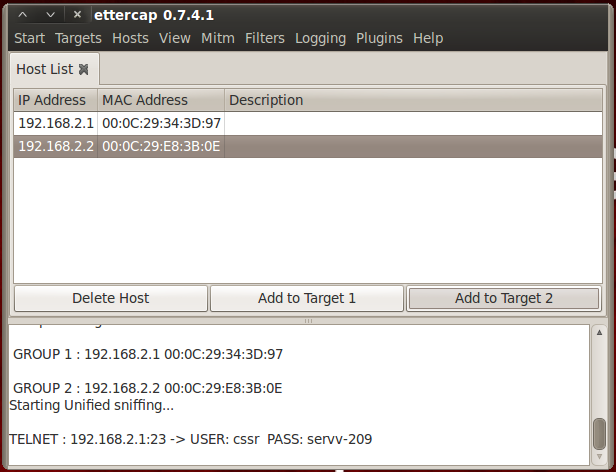 ettercap 0.7.4.1
Start Targets Hosts View Mitm Filters Logging Plugins Help
Host List
IP Address MAC Address Description
192.168.2.1 00:0C:29:34:3D:97
192.168.2.2 00:0C:29:E8:3B:0E
Delete Host Add to Target 1 Add to Target 2
GROUP 1 : 192.168.2.1 00:0C:29:34:3D:97
GROUP 2 : 192.168.2.2 00:0C:29:E8:3B:0E
Starting Unified sniffing...
TELNET : 192.168.2.1:23 -> USER: cssr  PASS: servv-209